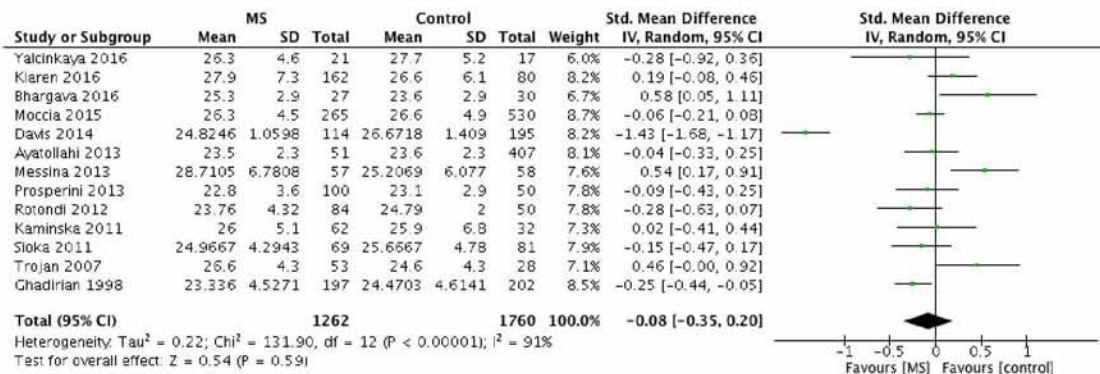 MS Control Std. Mean Difference Std. Mean Difference
Study or Subgroup Mean SD Total Mean SD Total Weight IV, Random, 95% CI IV, Random, 95% CI
Yalcinkaya 2016 26.3 4.6 21 27.7 5.2 17 6.0% -0.28 [-0.92, 0.36]
Klaren 2016 27.9 7.3 162 26.6 6.1 80 8.2% 0.19 [-0.08, 0.46]
Bhargava 2016 25.3 2.9 27 23.6 2.9 30 6.7% 0.58 [0.05, 1.11]
Moccia 2015 26.3 4.5 265 26.6 4.9 530 8.7% -0.06 [-0.21, 0.08]
Davis 2014 24.8246 1.0598 114 26.6718 1.409 195 8.3% -1.43 [-1.68, -1.17]
Ayatollahi 2013 23.5 2.3 51 23.6 2.3 407 8.1% -0.04 [-0.33, 0.25]
Messina 2013 28.7105 6.7808 57 25.2069 6.077 58 7.6% 0.54 [0.17, 0.91]
Prosperini 2013 22.8 3.6 100 23.1 2.9 50 7.8% -0.09 [-0.43, 0.25]
Rotondi 2012 23.76 4.32 84 24.79 2 50 7.8% -0.28 [-0.63, 0.07]
Kaminska 2011 26 5.1 62 25.9 6.8 32 7.3% 0.02 [-0.41, 0.44]
Sioka 2011 24.9667 4.2943 69 25.6667 4.78 81 7.9% -0.15 [-0.47, 0.17]
Trojan 2007 26.6 4.3 53 24.6 4.3 28 7.1% 0.46 [-0.00, 0.92]
Ghadirian 1998 23.336 4.5271 197 24.4703 4.6141 202 8.5% -0.25 [-0.44, -0.05]
Total (95% CI) 1262 1760 100.0% -0.08 [-0.35, 0.20]
Heterogeneity: Tau² = 0.22; Chi² = 131.90, df = 12 (P < 0.00001); I² = 91%
Test for overall effect: Z = 0.54 (P = 0.59)
-1 -0.5 0 0.5 1
Favours [MS] Favours [control]